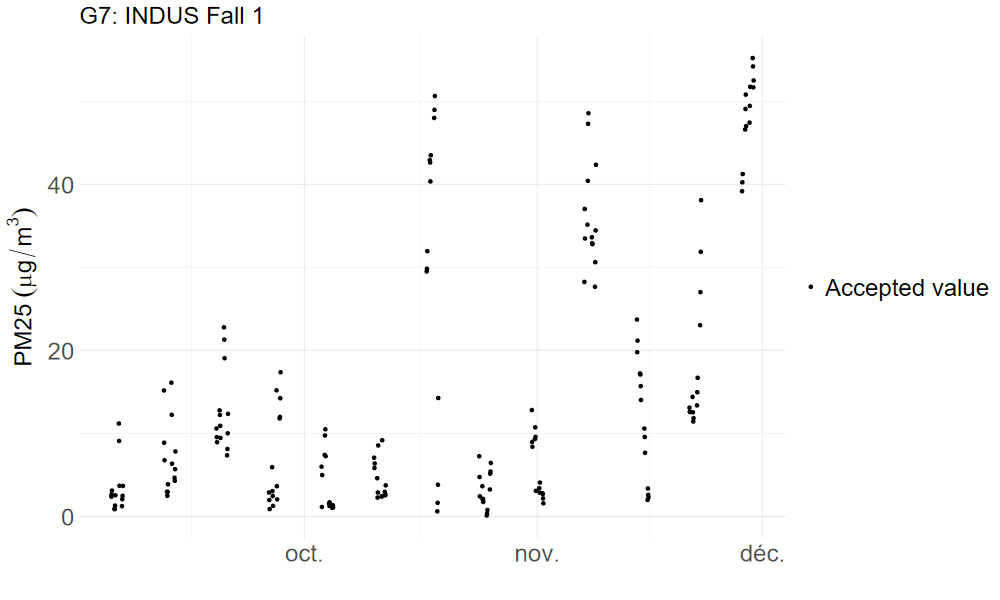 G7: INDUS Fall 1
PM25 (μg/m³)
40
20
0
oct.
nov.
déc.
Accepted value